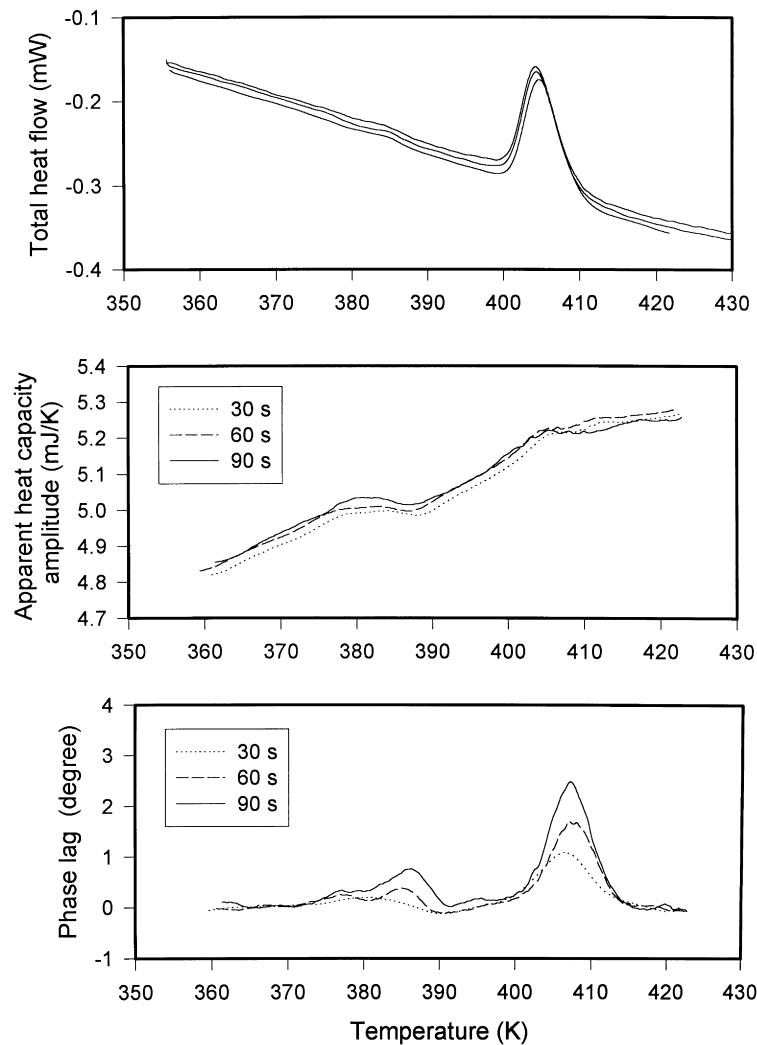 Total heat flow (mW)
-0.1
-0.2
-0.3
-0.4
350 360 370 380 390 400 410 420 430
Apparent heat capacity
amplitude (mJ/K)
5.4
5.3
5.2
5.0
4.9
4.8
4.7
30 s
60 s
90 s
350 360 370 380 390 400 410 420 430
Phase lag (degree)
4
3
2
1
0
-1
30 s
60 s
90 s
350 360 370 380 390 400 410 420 430
Temperature (K)